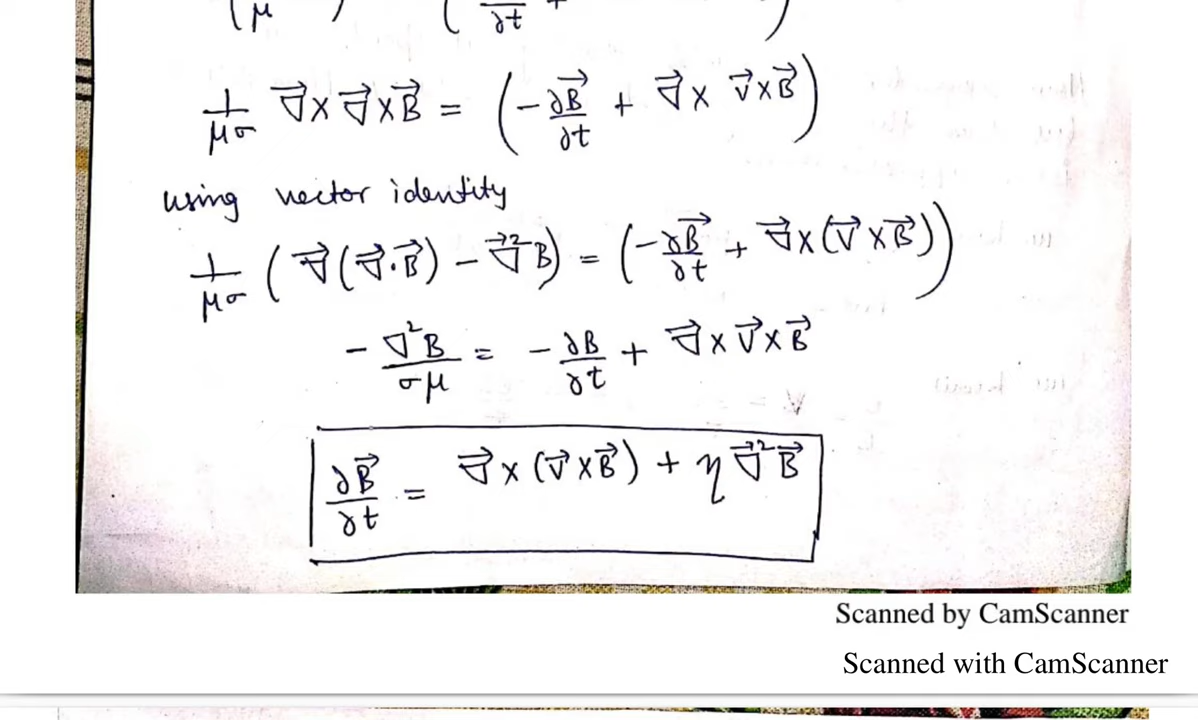 (μ ) ( ∂t + )
1/μσ ∇⃗×∇⃗×B⃗ = (-∂B⃗/∂t + ∇⃗× V⃗×B⃗)
using vector identity
1/μσ (∇⃗(∇⃗.B⃗) - ∇⃗²B) = (-∂B⃗/∂t + ∇⃗×(V⃗×B⃗))
- ∇²B/σμ = - ∂B/∂t + ∇⃗×V⃗×B⃗
∂B⃗/∂t = ∇⃗×(V⃗×B⃗) + η∇⃗²B⃗
Scanned by CamScanner
Scanned with CamScanner